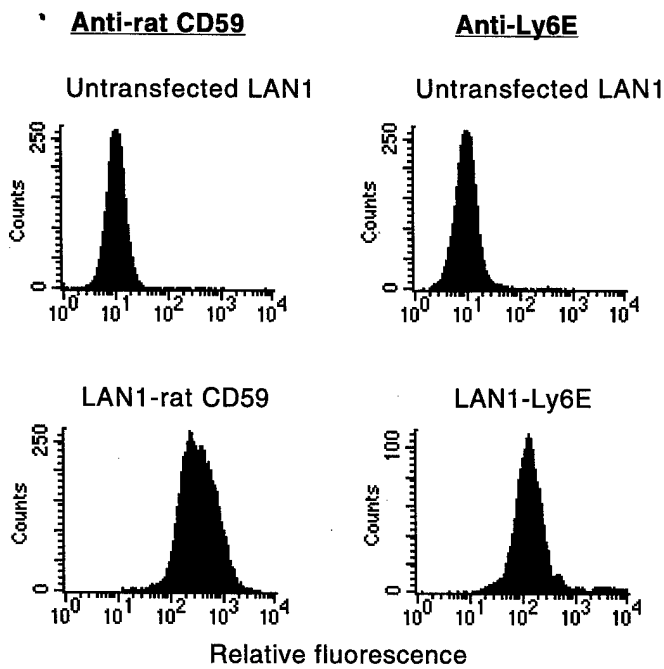 Anti-rat CD59
Anti-Ly6E
Untransfected LAN1
Untransfected LAN1
250
Counts
0
10^0 10^1 10^2 10^3 10^4
250
Counts
0
10^0 10^1 10^2 10^3 10^4
LAN1-rat CD59
LAN1-Ly6E
250
Counts
0
10^0 10^1 10^2 10^3 10^4
100
Counts
0
10^0 10^1 10^2 10^3 10^4
Relative fluorescence